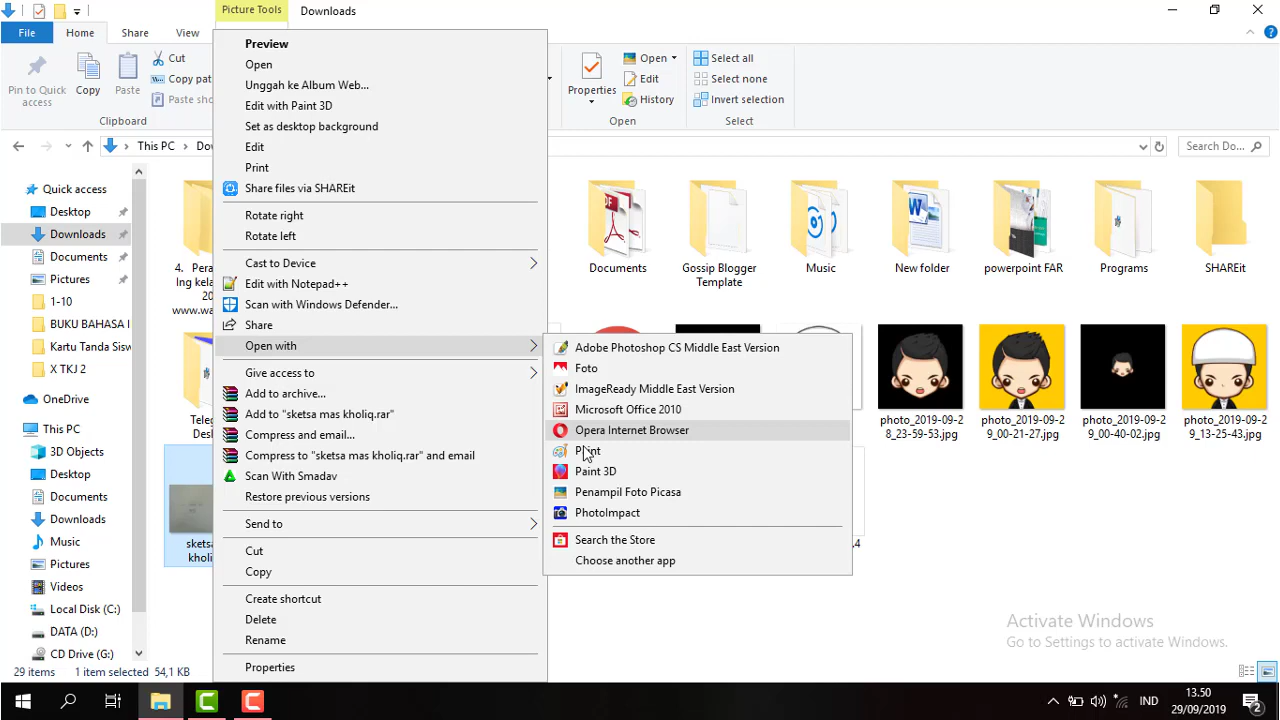 Picture Tools
Downloads
File
Home
Share
View
Pin to Quick
access
Copy
Paste
Cut
Copy pat
Paste sho
Clipboard
Properties
Open
Edit
History
Open
Select all
Select none
Invert selection
Select
This PC
Dow
Search Do...
Preview
Open
Unggah ke Album Web...
Edit with Paint 3D
Set as desktop background
Edit
Print
Share files via SHAREit
Rotate right
Rotate left
Cast to Device
Edit with Notepad++
Scan with Windows Defender...
Share
Open with
Give access to
Add to archive...
Add to "sketsa mas kholiq.rar"
Compress and email...
Compress to "sketsa mas kholiq.rar" and email
Scan With Smadav
Restore previous versions
Send to
Cut
Copy
Create shortcut
Delete
Rename
Properties
Adobe Photoshop CS Middle East Version
Foto
ImageReady Middle East Version
Microsoft Office 2010
Opera Internet Browser
Paint
Paint 3D
Penampil Foto Picasa
PhotoImpact
Search the Store
Choose another app
Quick access
Desktop
Downloads
Documents
Pictures
1-10
BUKU BAHASA I
Kartu Tanda Sisw
X TKJ 2
OneDrive
This PC
3D Objects
Desktop
Documents
Downloads
Music
Pictures
Videos
Local Disk (C:)
DATA (D:)
CD Drive (G:)
4. Pera
lng kela
20
www.wa
Documents
Gossip Blogger
Template
Music
New folder
powerpoint FAR
Programs
SHAREit
Teleg
Desk
photo_2019-09-2
8_23-59-53.jpg
photo_2019-09-2
9_00-21-27.jpg
photo_2019-09-2
9_00-40-02.jpg
photo_2019-09-2
9_13-25-43.jpg
sketsa
kholi
,4
Activate Windows
Go to Settings to activate Windows.
29 items
1 item selected
54,1 KB
IND
13.50
29/09/2019
2